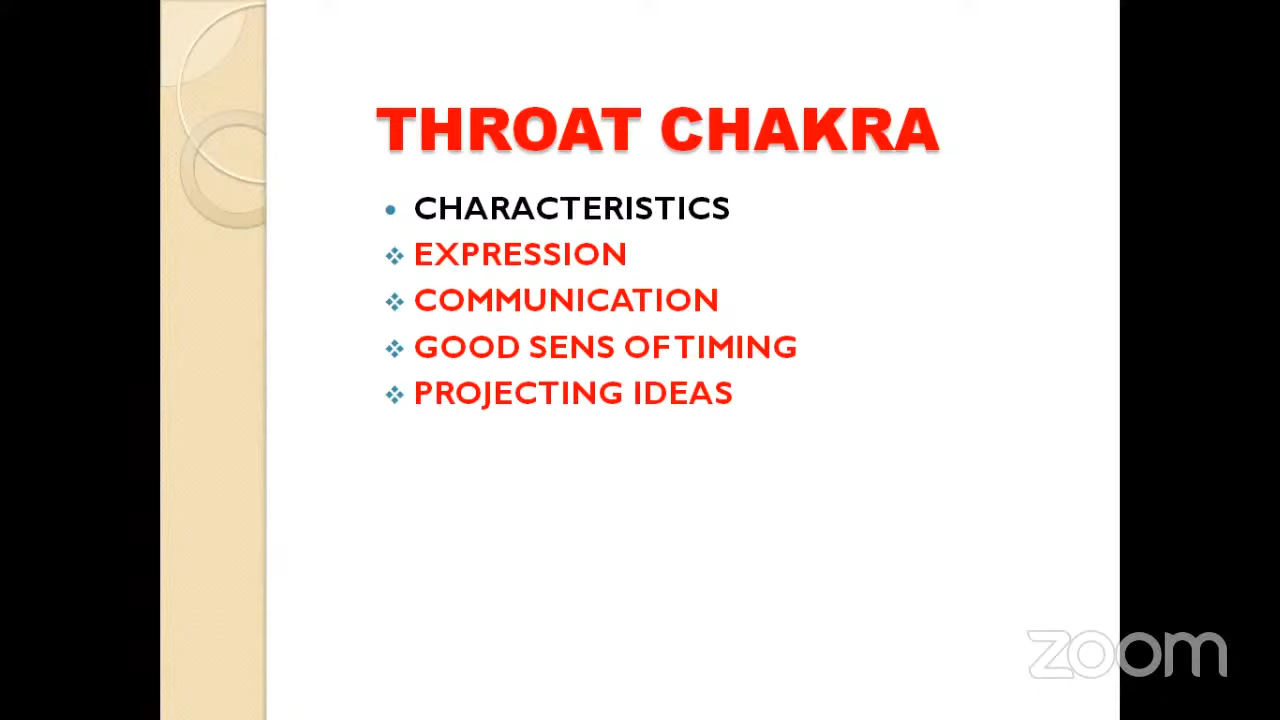 THROAT CHAKRA
CHARACTERISTICS
EXPRESSION
COMMUNICATION
GOOD SENS OF TIMING
PROJECTING IDEAS
zoom